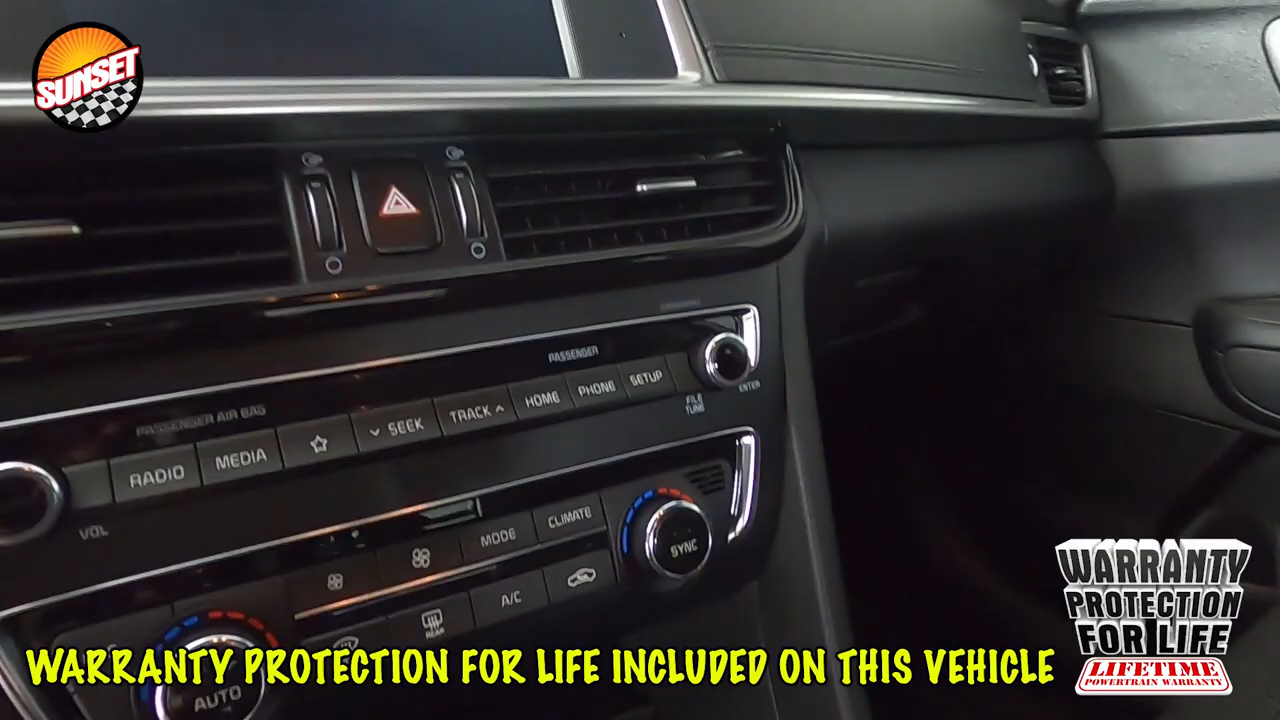 SUNSET
PASSENGER
PASSENGER AIR BAG
RADIO
MEDIA
SEEK
TRACK
HOME
PHONE
SETUP
FILE
TUNE
ENTER
VOL
MODE
CLIMATE
SYNC
A/C
REAR
AUTO
WARRANTY
PROTECTION
FOR LIFE
LIFETIME
POWERTRAIN WARRANTY
WARRANTY PROTECTION FOR LIFE INCLUDED ON THIS VEHICLE